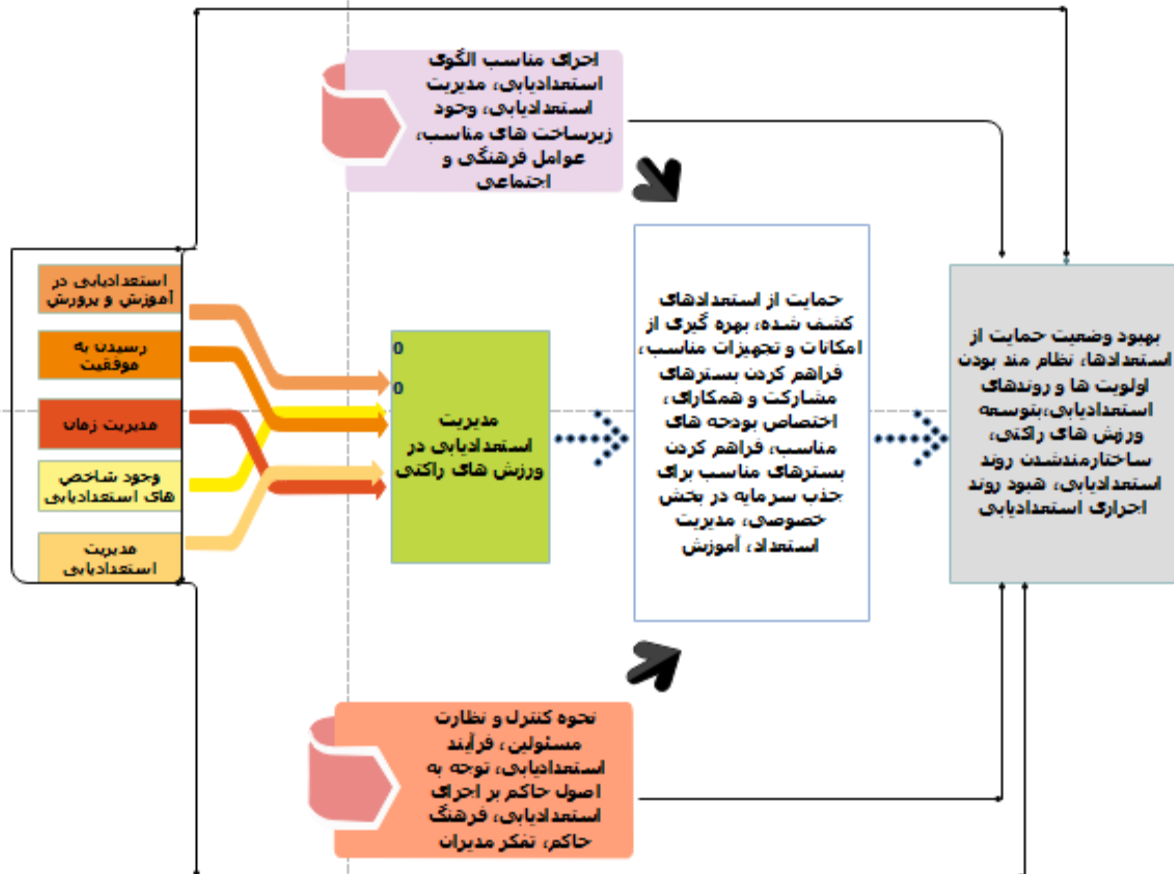 اجرای مناسب الگوی
استعدادیابی، مدیریت
استعدادیابی، وجود
زیرساخت های مناسب،
عوامل فرهنگی و
اجتماعی
استعدادیابی در
آموزش و پرورش
رسیدن به
موفقیت
مدیریت زمان
وجود شاخص
های استعدادیابی
مدیریت
استعدادیابی
0
0
مدیریت
استعدادیابی در
ورزش های راکتی
حمایت از استعدادهای
کشف شده، بهره گیری از
امکانات و تجهیزات مناسب،
فراهم کردن بسترهای
مشارکت و همکارای،
اختصاص بودجه های
مناسب، فراهم کردن
بسترهای مناسب برای
جذب سرمایه در بخش
خصوصی، مدیریت
استعداد، آموزش
بهبود وضعیت حمایت از
استعدادها، نظام مند بودن
اولویت ها و روندهای
استعدادیابی،بتوسعه
ورزش های راکتی،
ساختارمندشدن روند
استعدادیابی، هبود روند
اجراری استعدادیابی
نحوه کنترل و نظارت
مسئولین، فرآیند
استعدادیابی، توجه به
اصول حاکم بر اجرای
استعدادیابی، فرهنگ
حاکم، تفکر مدیران